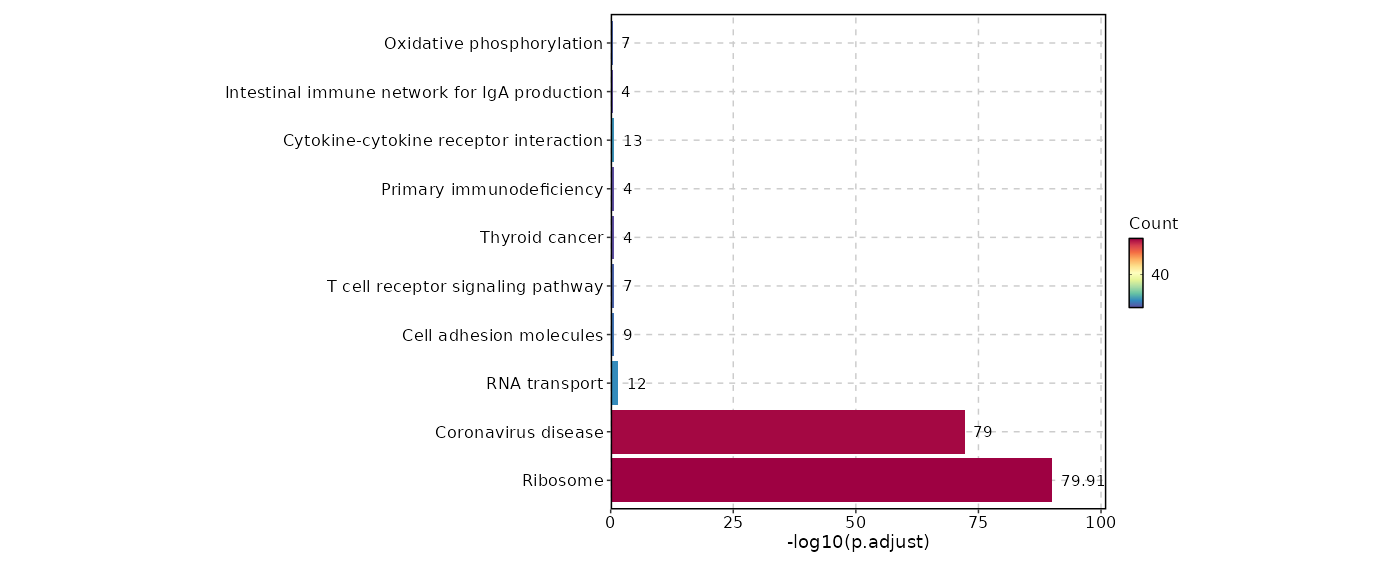 Oxidative phosphorylation 7
Intestinal immune network for IgA production 4
Cytokine-cytokine receptor interaction 13
Primary immunodeficiency 4
Thyroid cancer 4
T cell receptor signaling pathway 7
Cell adhesion molecules 9
RNA transport 12
Coronavirus disease 79
Ribosome 79.91
0 25 50 75 100
-log10(p.adjust)
Count
40